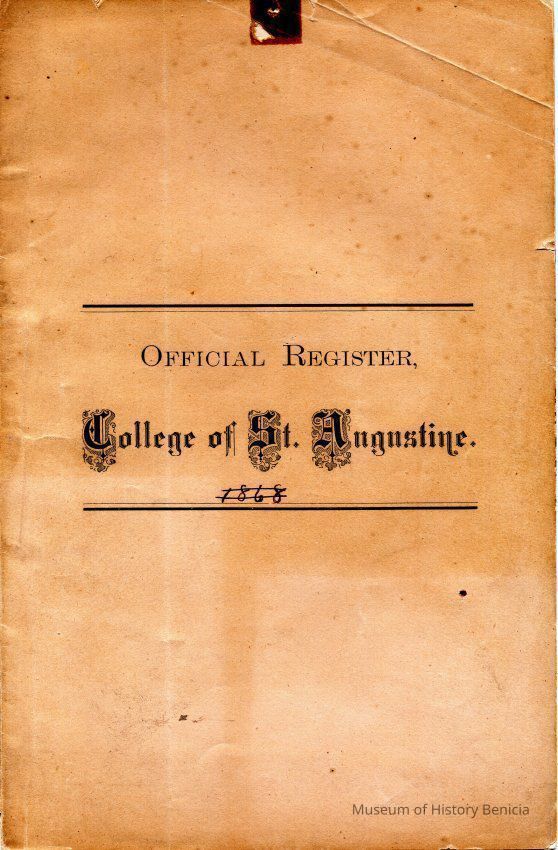 OFFICIAL REGISTER,
College of St. Augustine.
1868
Museum of History Benicia